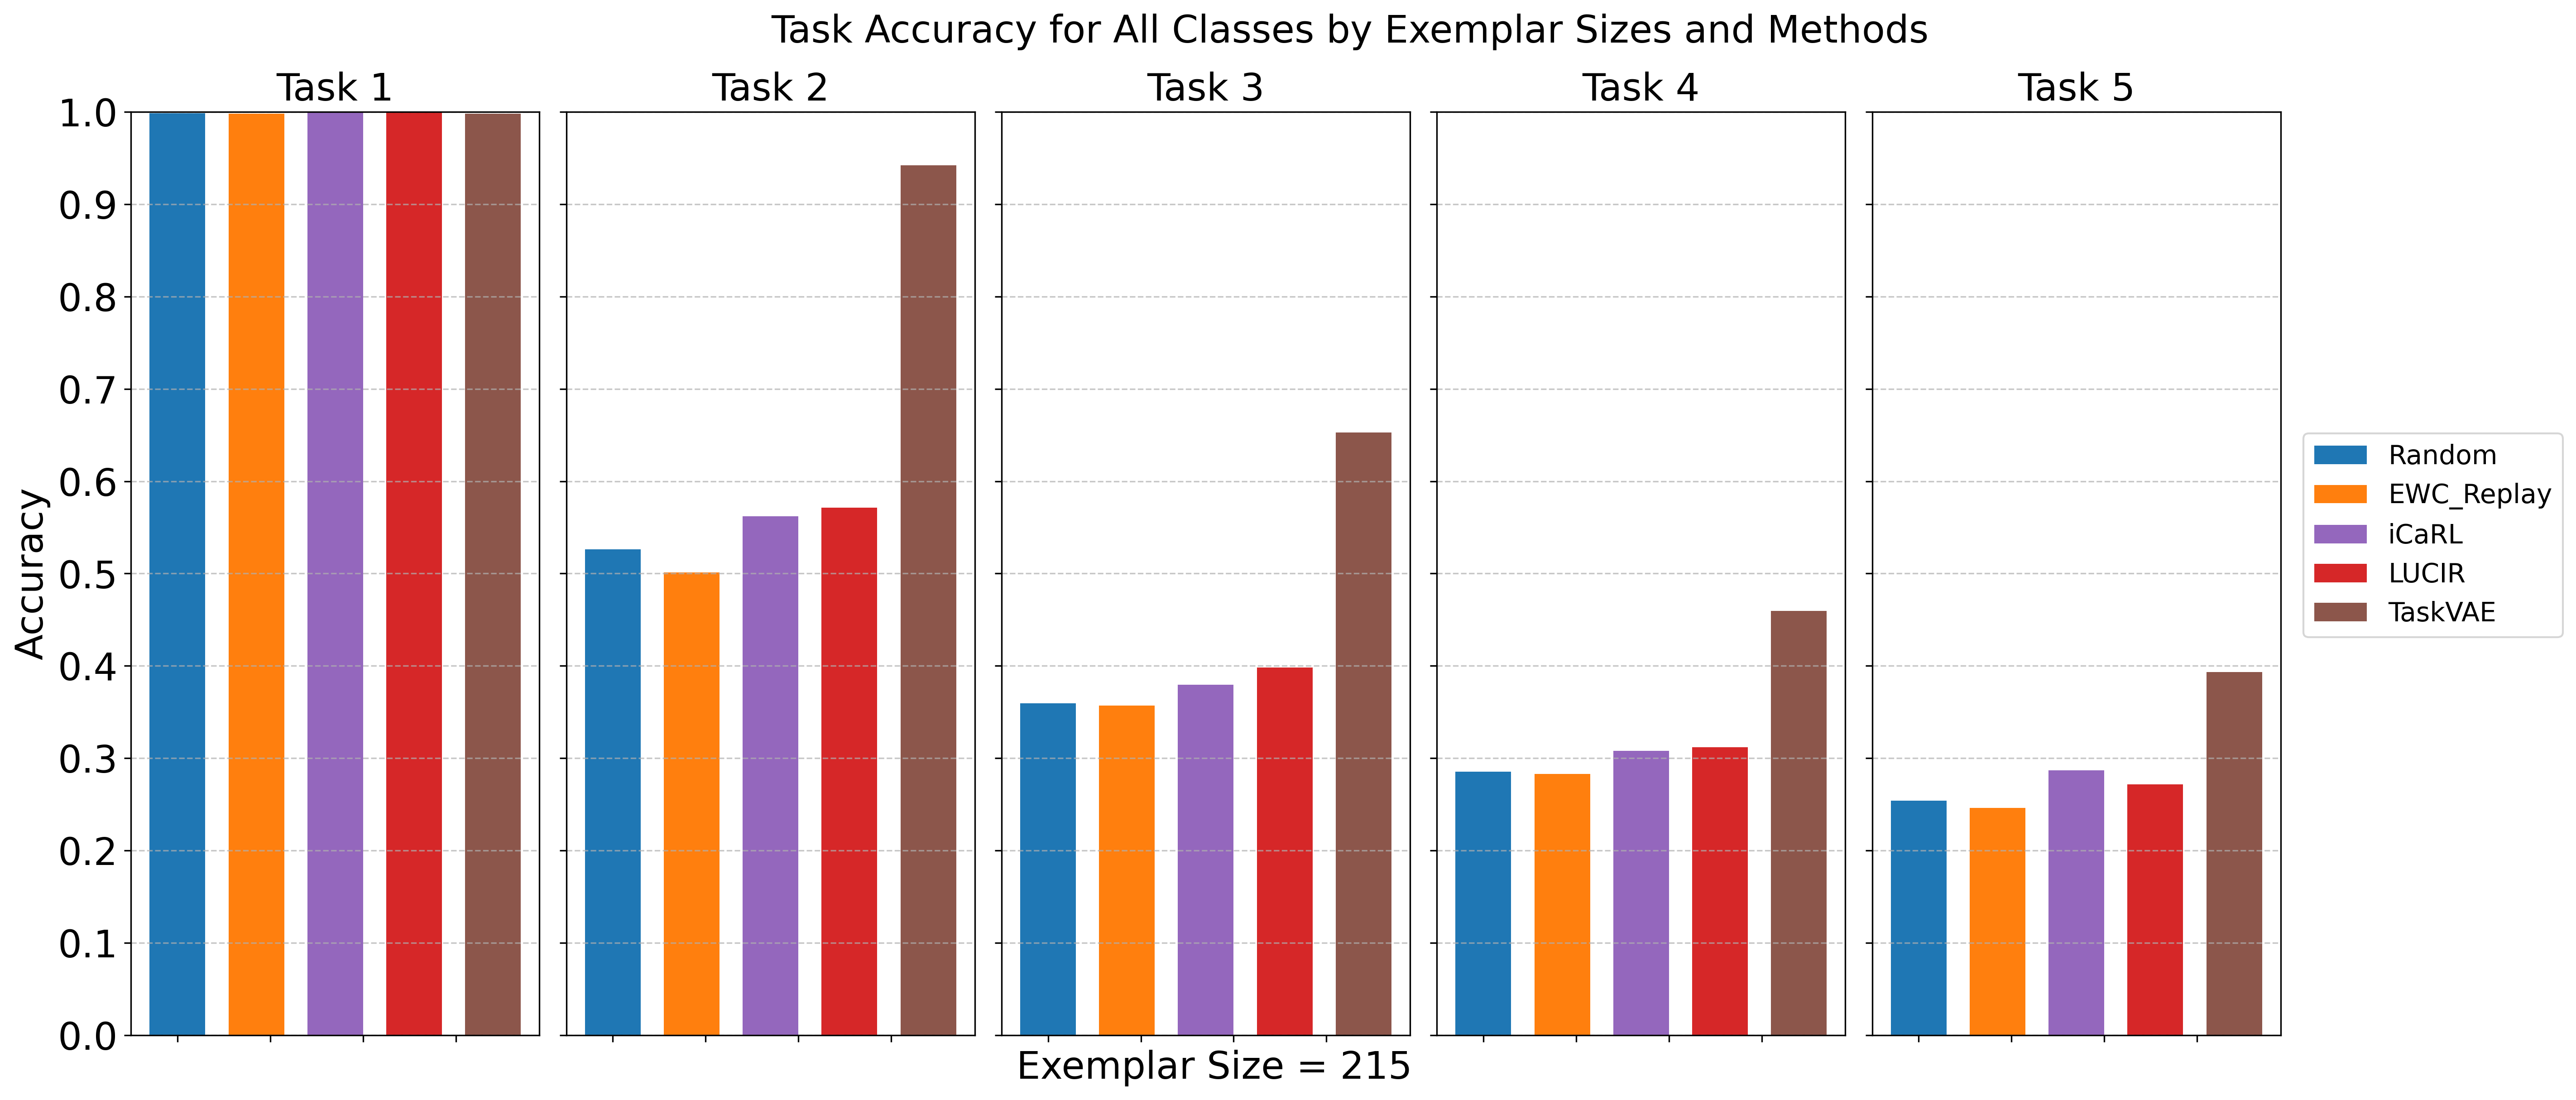 Task Accuracy for All Classes by Exemplar Sizes and Methods
Task 1
Task 2
Task 3
Task 4
Task 5
1.0
0.9
0.8
0.7
0.6
0.5
0.4
0.3
0.2
0.1
0.0
Accuracy
Exemplar Size = 215
Random
EWC_Replay
iCaRL
LUCIR
TaskVAE